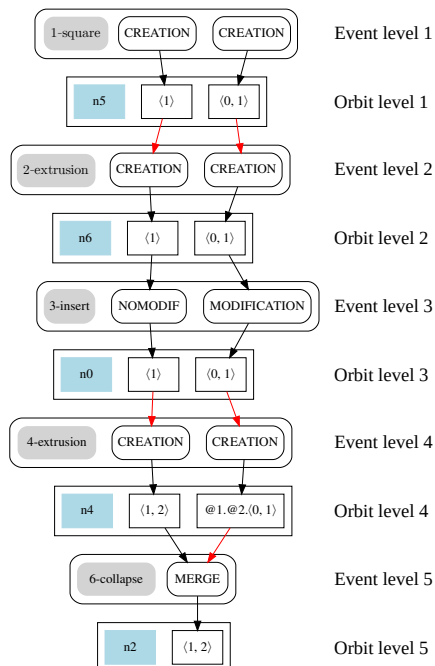 1-square CREATION CREATION Event level 1
n5 ⟨1⟩ ⟨0, 1⟩ Orbit level 1
2-extrusion CREATION CREATION Event level 2
n6 ⟨1⟩ ⟨0, 1⟩ Orbit level 2
3-insert NOMODIF MODIFICATION Event level 3
n0 ⟨1⟩ ⟨0, 1⟩ Orbit level 3
4-extrusion CREATION CREATION Event level 4
n4 ⟨1, 2⟩ @1.@2.⟨0, 1⟩ Orbit level 4
6-collapse MERGE Event level 5
n2 ⟨1, 2⟩ Orbit level 5